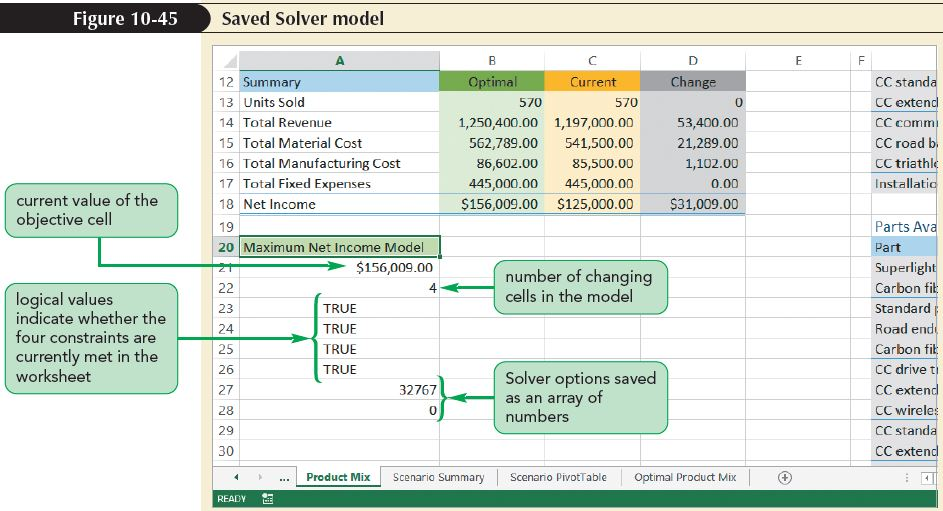 Figure 10-45 Saved Solver model
A B C D E F
12 Summary Optimal Current Change CC standa
13 Units Sold 570 570 0 CC extend
14 Total Revenue 1,250,400.00 1,197,000.00 53,400.00 CC comm
15 Total Material Cost 562,789.00 541,500.00 21,289.00 CC road b
16 Total Manufacturing Cost 86,602.00 85,500.00 1,102.00 CC triathl
17 Total Fixed Expenses 445,000.00 445,000.00 0.00 Installatio
18 Net Income $156,009.00 $125,000.00 $31,009.00
19 Parts Ava
20 Maximum Net Income Model Part
21 $156,009.00 Superlight
22 4 Carbon fib
23 TRUE Standard
24 TRUE Road end
25 TRUE Carbon fib
26 TRUE CC drive t
27 32767 CC extend
28 0 CC wireles
29 CC standa
30 CC extend
current value of the
objective cell
logical values
indicate whether the
four constraints are
currently met in the
worksheet
number of changing
cells in the model
Solver options saved
as an array of
numbers
... Product Mix Scenario Summary Scenario PivotTable Optimal Product Mix
READY